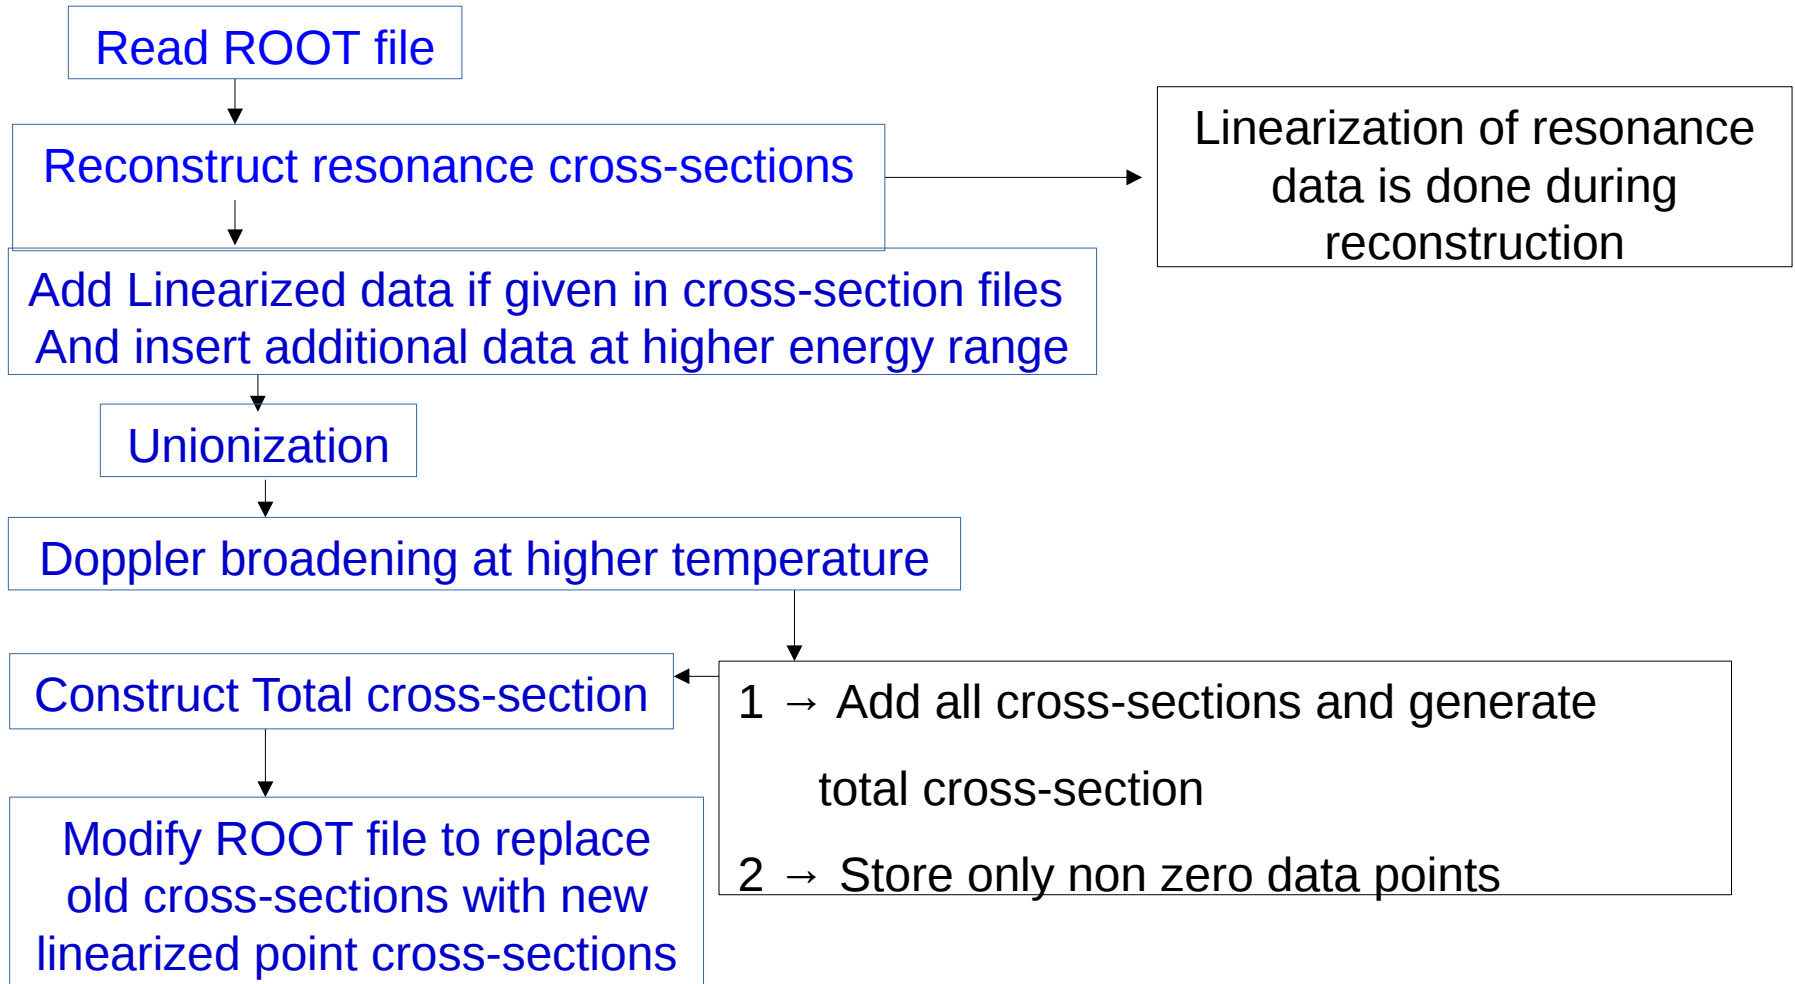 Read ROOT file
Reconstruct resonance cross-sections
Linearization of resonance
data is done during
reconstruction
Add Linearized data if given in cross-section files
And insert additional data at higher energy range
Unionization
Doppler broadening at higher temperature
Construct Total cross-section
1 → Add all cross-sections and generate
total cross-section
2 → Store only non zero data points
Modify ROOT file to replace
old cross-sections with new
linearized point cross-sections